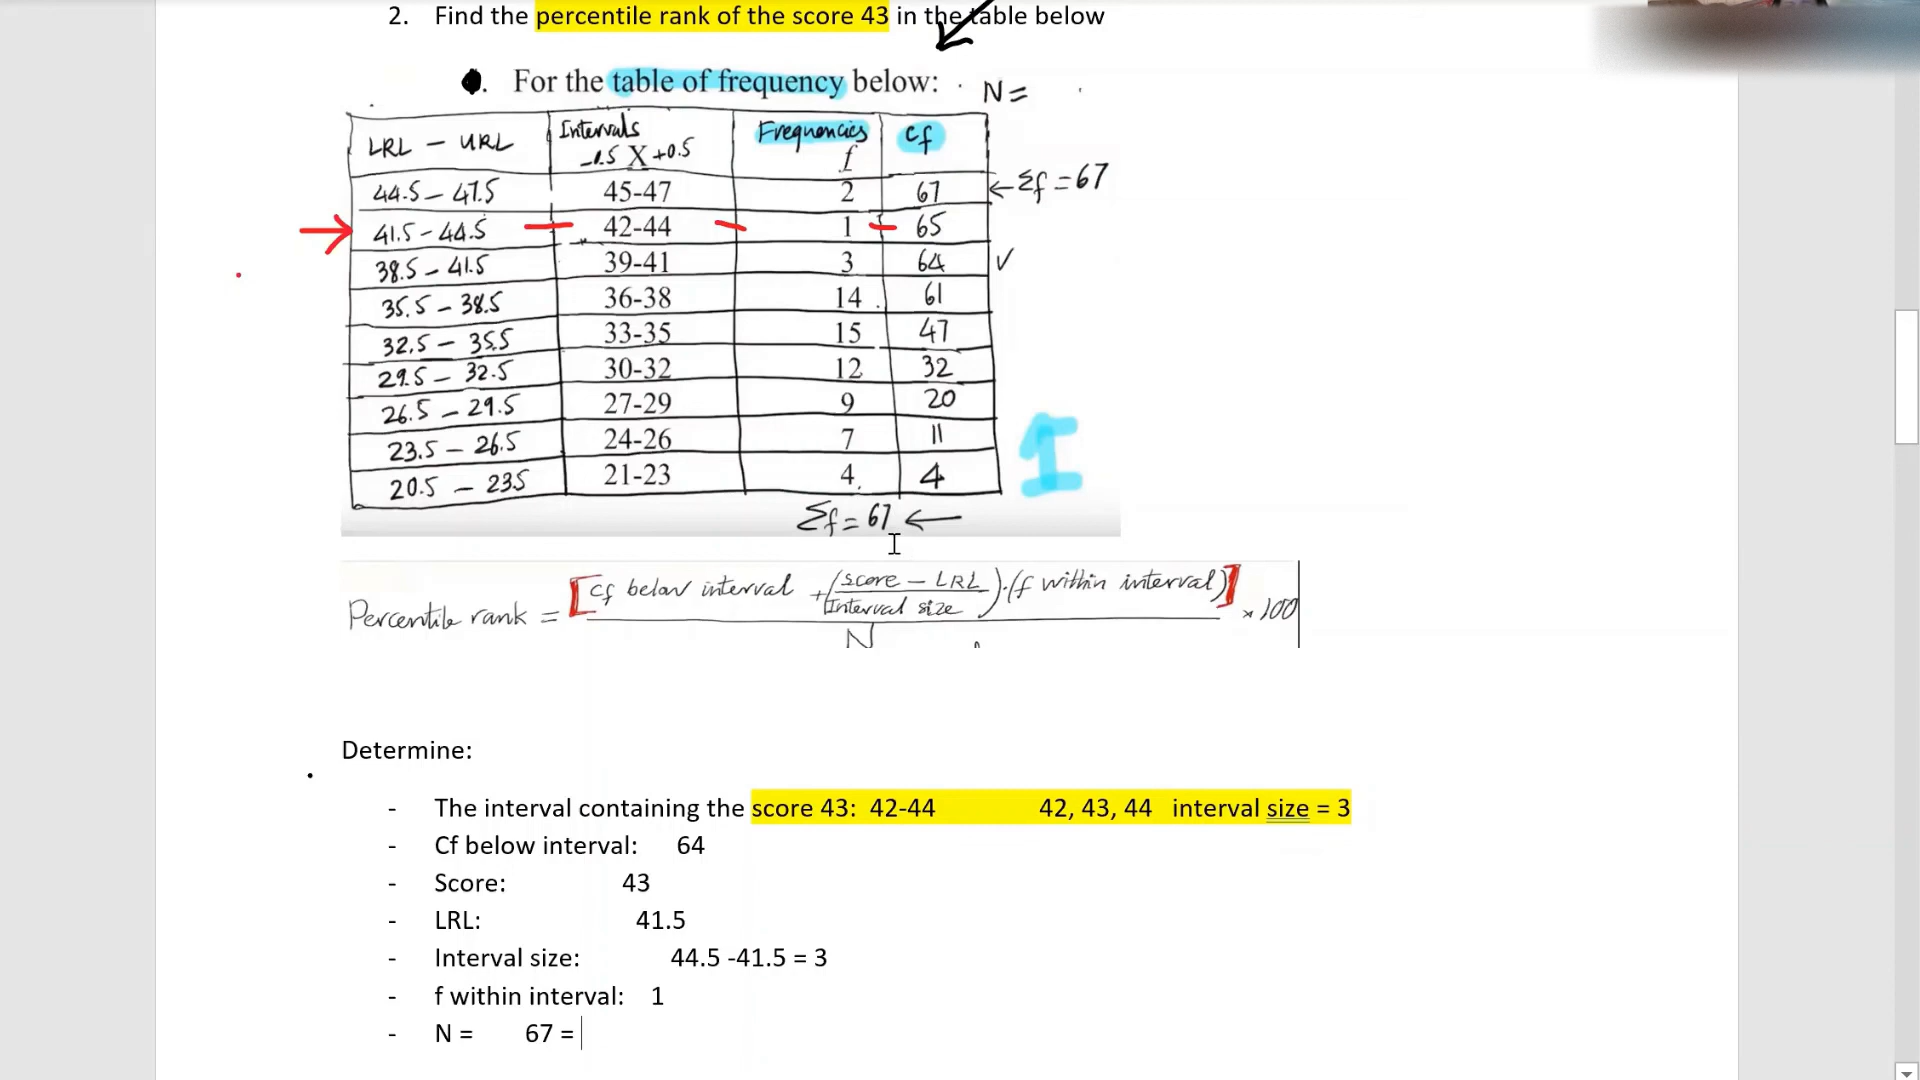 2. Find the percentile rank of the score 43 in the table below
. For the table of frequency below: N =
LRL - URL Intervals -0.5 X +0.5 Frequencies f cf
44.5 - 47.5 45-47 2 67 ← Σf = 67
→ 41.5 - 44.5 42-44 1 65
38.5 - 41.5 39-41 3 64 ✓
35.5 - 38.5 36-38 14 61
32.5 - 35.5 33-35 15 47
29.5 - 32.5 30-32 12 32
26.5 - 29.5 27-29 9 20
23.5 - 26.5 24-26 7 11
20.5 - 23.5 21-23 4 4
Σf = 67 ←
Percentile rank = [cf below interval + (score - LRL / Interval size) · (f within interval)] / N × 100
Determine:
- The interval containing the score 43: 42-44 42, 43, 44 interval size = 3
- Cf below interval: 64
- Score: 43
- LRL: 41.5
- Interval size: 44.5 -41.5 = 3
- f within interval: 1
- N = 67 =